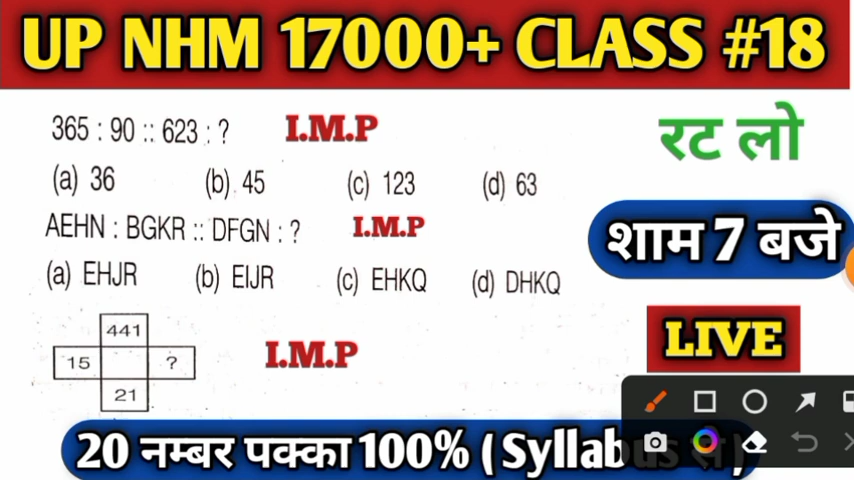 UP NHM 17000+ CLASS #18
365 : 90 :: 623 : ? I.M.P
रट लो
(a) 36 (b) 45 (c) 123 (d) 63
AEHN : BGKR :: DFGN : ? I.M.P
शाम 7 बजे
(a) EHJR (b) EIJR (c) EHKQ (d) DHKQ
441
15 ?
I.M.P
21
LIVE
20 नम्बर पक्का 100% ( Syllabus से )